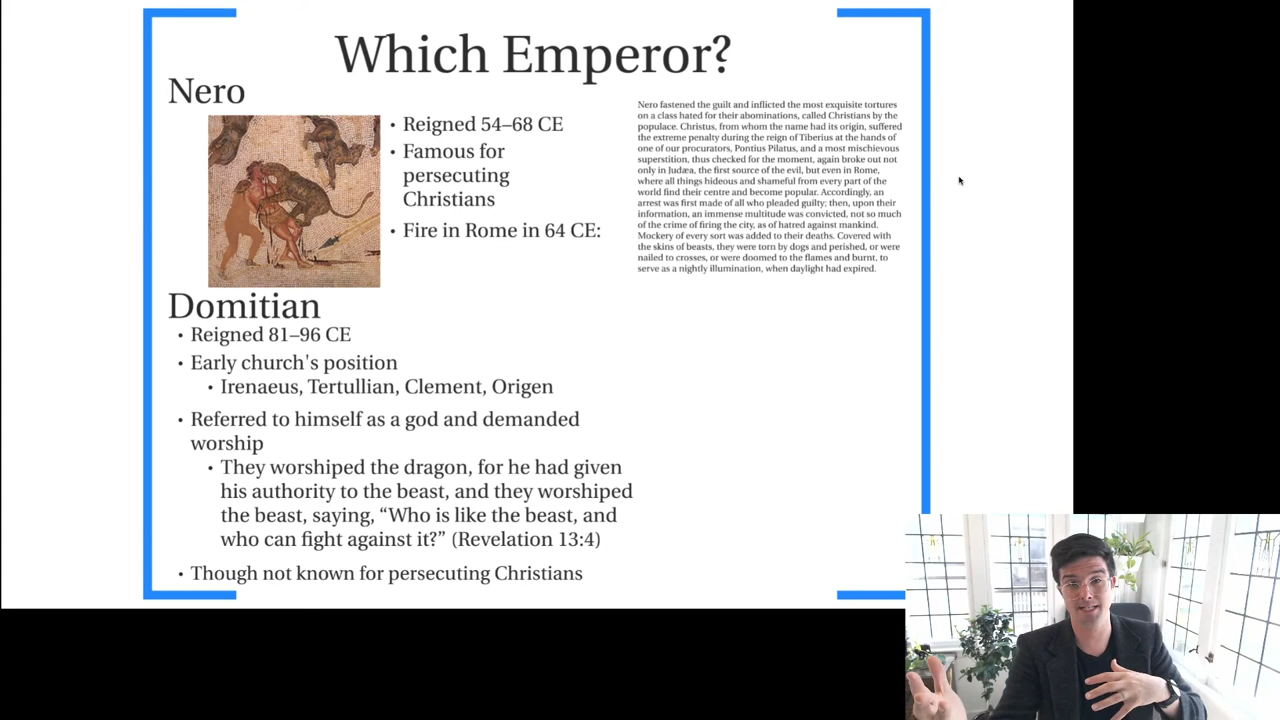 Which Emperor?
Nero
• Reigned 54–68 CE
• Famous for
persecuting
Christians
• Fire in Rome in 64 CE:
Nero fastened the guilt and inflicted the most exquisite tortures
on a class hated for their abominations, called Christians by the
populace. Christus, from whom the name had its origin, suffered
the extreme penalty during the reign of Tiberius at the hands of
one of our procurators, Pontius Pilatus, and a most mischievous
superstition, thus checked for the moment, again broke out not
only in Judæa, the first source of the evil, but even in Rome,
where all things hideous and shameful from every part of the
world find their centre and become popular. Accordingly, an
arrest was first made of all who pleaded guilty; then, upon their
information, an immense multitude was convicted, not so much
of the crime of firing the city, as of hatred against mankind.
Mockery of every sort was added to their deaths. Covered with
the skins of beasts, they were torn by dogs and perished, or were
nailed to crosses, or were doomed to the flames and burnt, to
serve as a nightly illumination, when daylight had expired.
Domitian
• Reigned 81–96 CE
• Early church's position
• Irenaeus, Tertullian, Clement, Origen
• Referred to himself as a god and demanded
worship
• They worshiped the dragon, for he had given
his authority to the beast, and they worshiped
the beast, saying, “Who is like the beast, and
who can fight against it?” (Revelation 13:4)
• Though not known for persecuting Christians